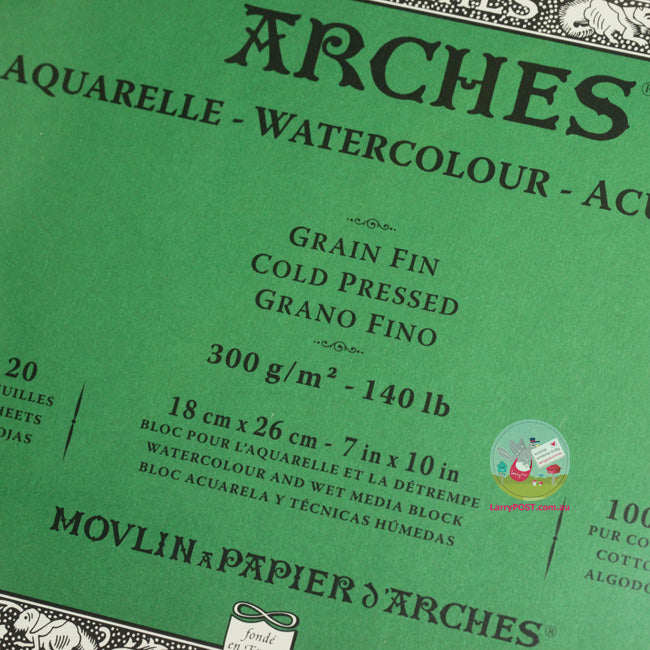 ARCHES®
AQUARELLE - WATERCOLOUR - ACU
GRAIN FIN
COLD PRESSED
GRANO FINO
300 g/m² - 140 lb
18 cm x 26 cm - 7 in x 10 in
BLOC POUR L'AQUARELLE ET LA DÉTREMPE
WATERCOLOUR AND WET MEDIA BLOCK
BLOC ACUARELA Y TÉCNICAS HÚMEDAS
20
EUILLES
HEETS
OJAS
100
PUR CO
COTTO
ALGODO
LarryPOST.com.au
MOVLIN A PAPIER D'ARCHES®
fondé